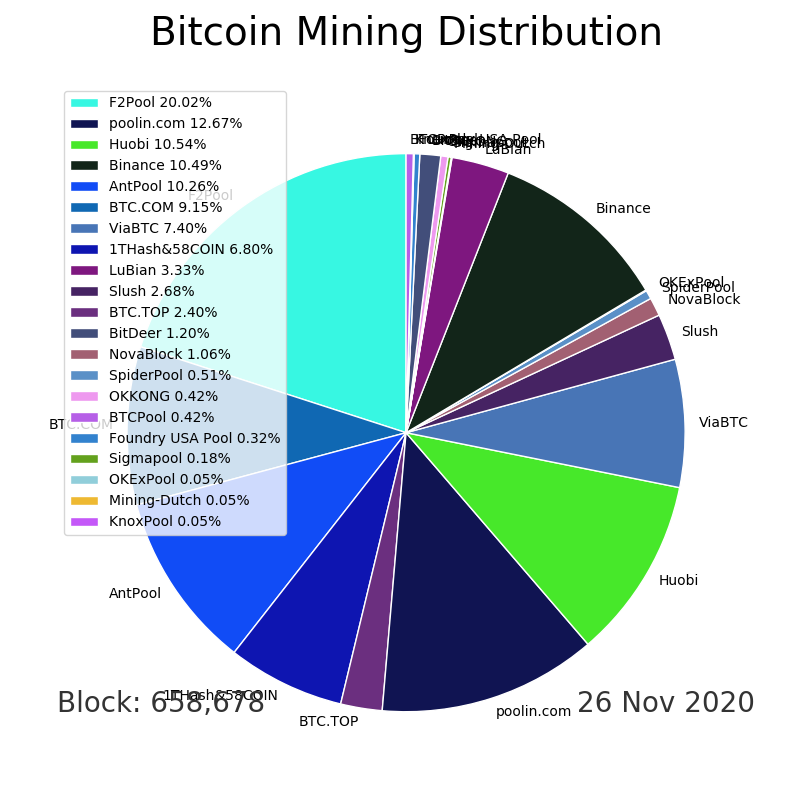 Bitcoin Mining Distribution
F2Pool 20.02%
poolin.com 12.67%
Huobi 10.54%
Binance 10.49%
AntPool 10.26%
BTC.COM 9.15%
ViaBTC 7.40%
1THash&58COIN 6.80%
LuBian 3.33%
Slush 2.68%
BTC.TOP 2.40%
BitDeer 1.20%
NovaBlock 1.06%
SpiderPool 0.51%
OKKONG 0.42%
BTCPool 0.42%
Foundry USA Pool 0.32%
Sigmapool 0.18%
OKExPool 0.05%
Mining-Dutch 0.05%
KnoxPool 0.05%
F2Pool
LuBian
Binance
OKExPool
SpiderPool
NovaBlock
Slush
ViaBTC
BTC.COM
Huobi
AntPool
1THash&58COIN
poolin.com
BTC.TOP
Block: 658,678
26 Nov 2020